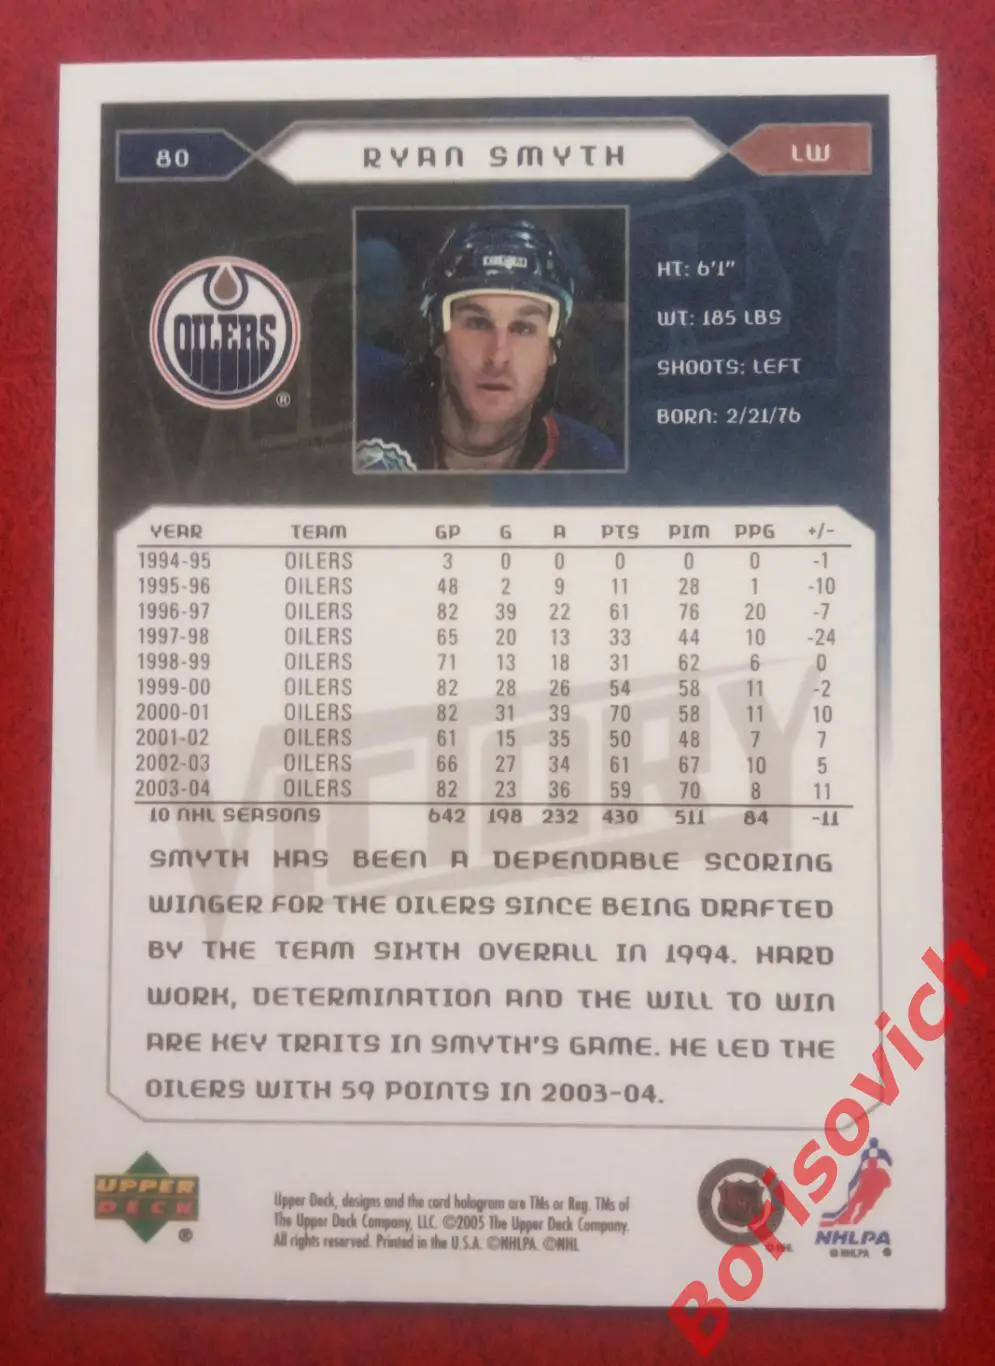 80 RYAN SMYTH LW
OILERS
®
HT: 6'1"
WT: 185 LBS
SHOOTS: LEFT
BORN: 2/21/76
YEAR TEAM GP G A PTS PIM PPG +/-
1994-95 OILERS 3 0 0 0 0 0 -1
1995-96 OILERS 48 2 9 11 28 1 -10
1996-97 OILERS 82 39 22 61 76 20 -7
1997-98 OILERS 65 20 13 33 44 10 -24
1998-99 OILERS 71 13 18 31 62 6 0
1999-00 OILERS 82 28 26 54 58 11 -2
2000-01 OILERS 82 31 39 70 58 11 10
2001-02 OILERS 61 15 35 50 48 7 7
2002-03 OILERS 66 27 34 61 67 10 5
2003-04 OILERS 82 23 36 59 70 8 11
10 NHL SEASONS 642 198 232 430 511 84 -11
VICTORY
SMYTH HAS BEEN A DEPENDABLE SCORING
WINGER FOR THE OILERS SINCE BEING DRAFTED
BY THE TEAM SIXTH OVERALL IN 1994. HARD
WORK, DETERMINATION AND THE WILL TO WIN
ARE KEY TRAITS IN SMYTH'S GAME. HE LED THE
OILERS WITH 59 POINTS IN 2003-04.
UPPER
DECK
®
Upper Deck, designs and the card hologram are TMs or Reg. TMs of
The Upper Deck Company, LLC. ©2005 The Upper Deck Company.
All rights reserved. Printed in the U.S.A. ©NHLPA. ©NHL
NHL
© NHL
NHLPA
© NHLPA
Borisovich